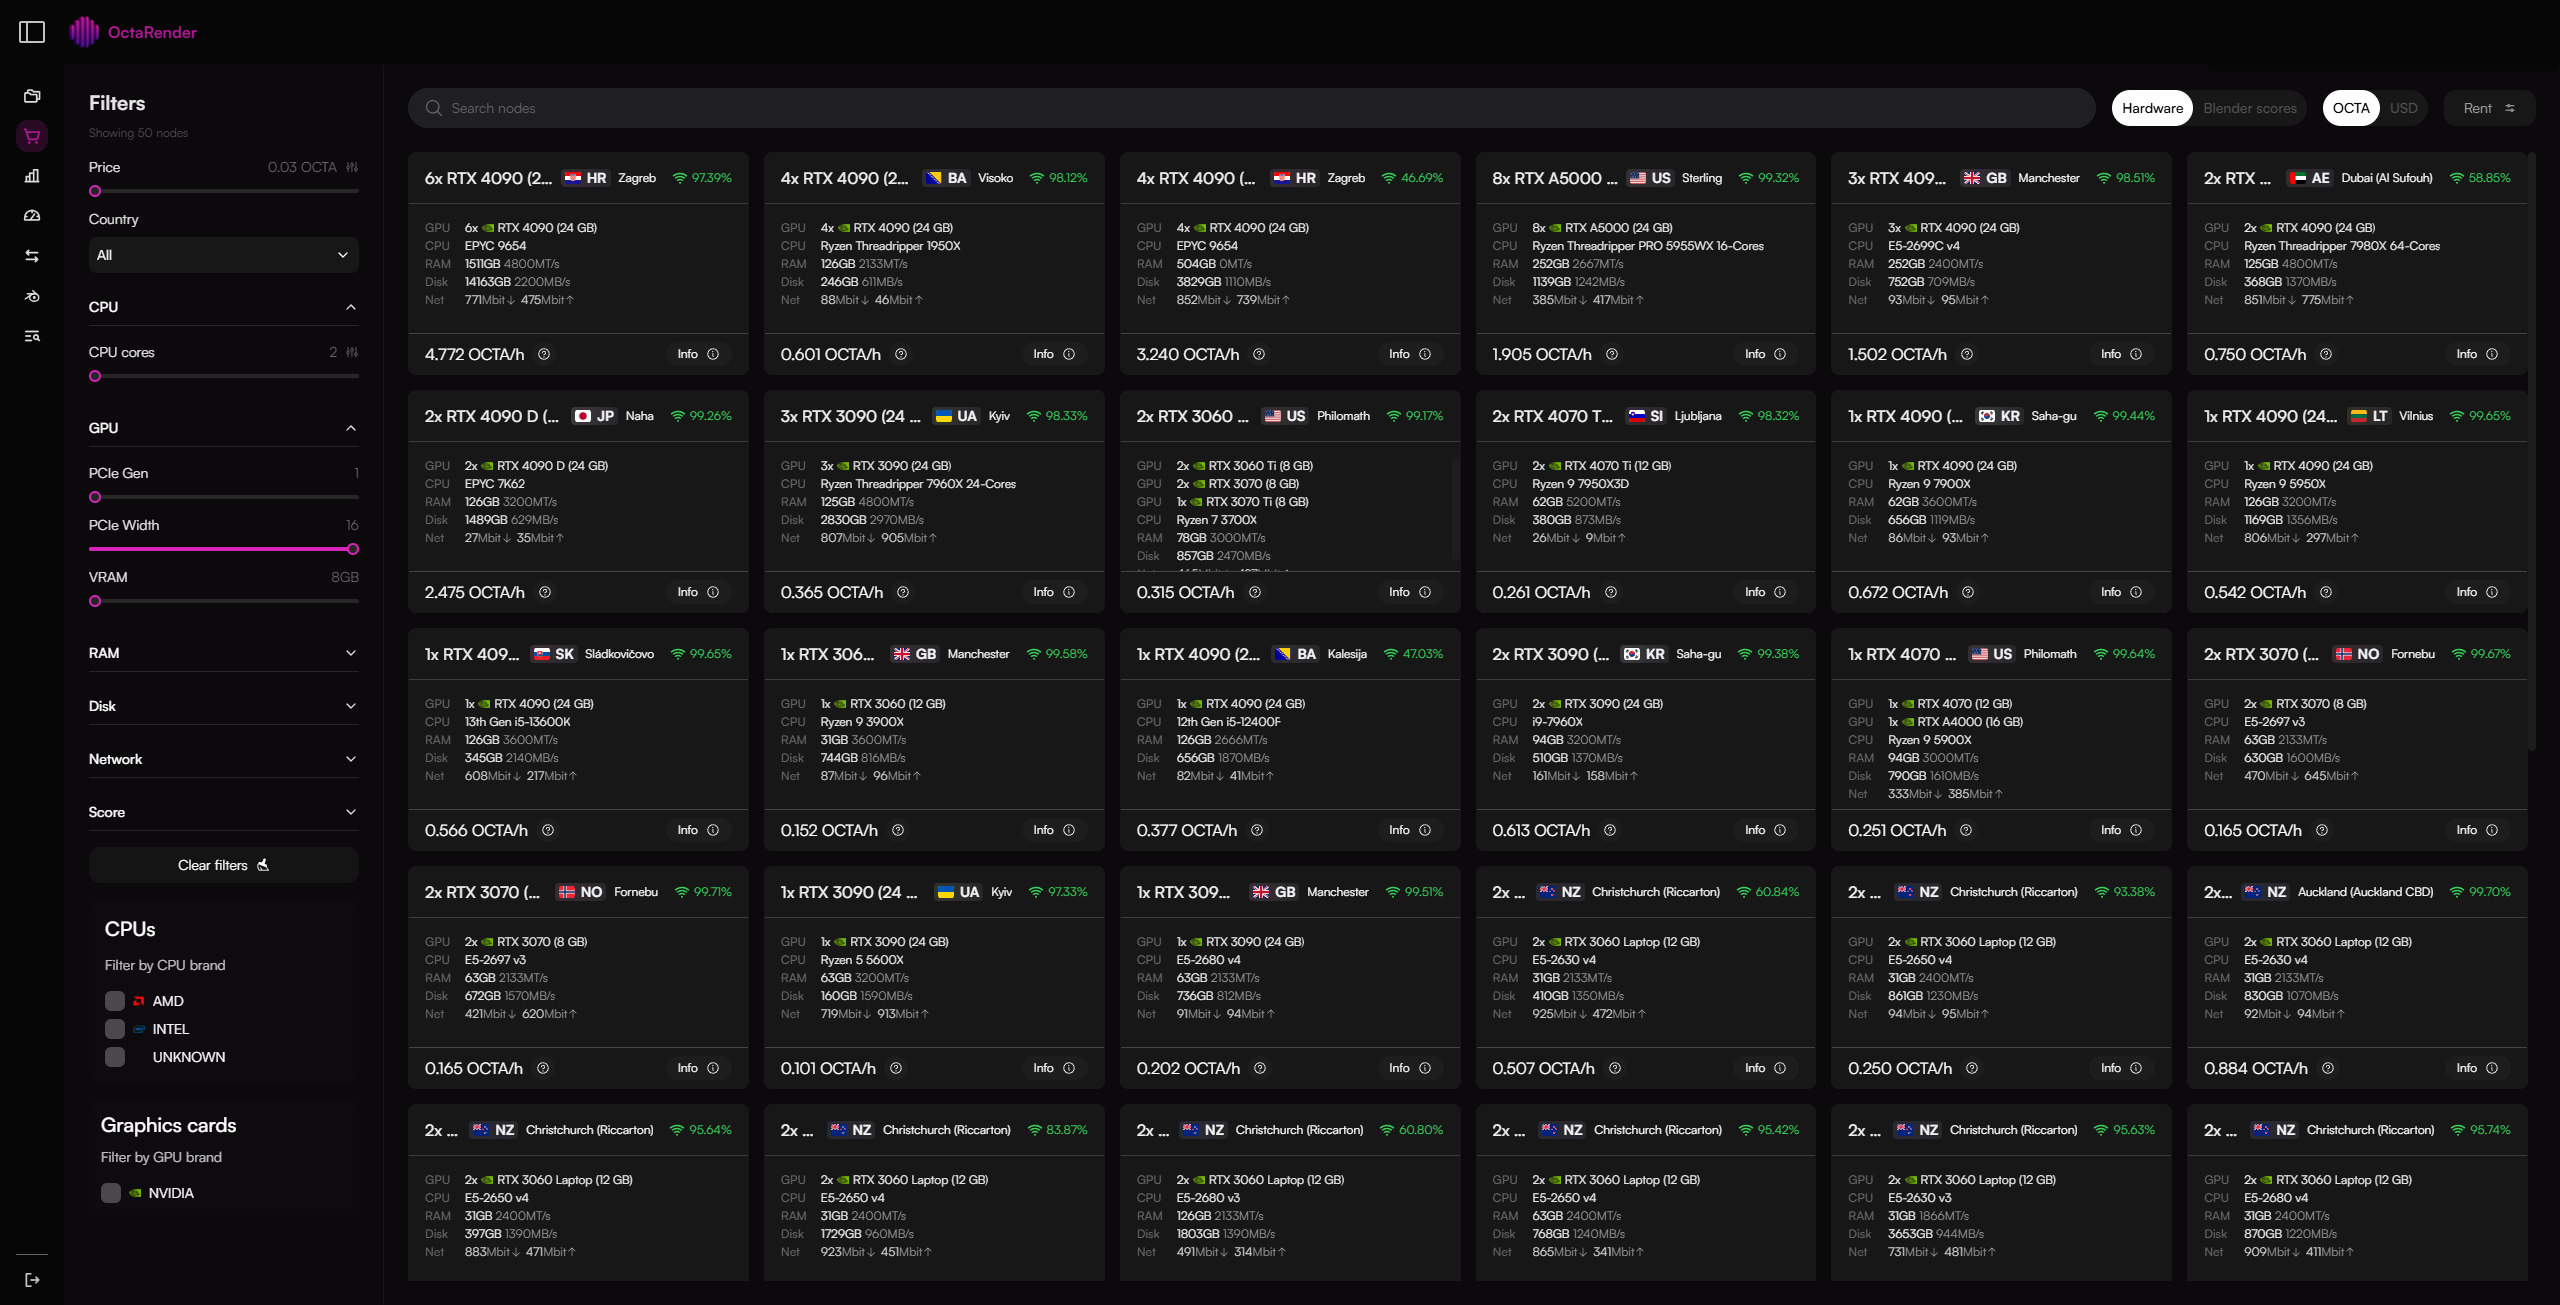 OctaRender
Filters
Showing 50 nodes
Price 0.03 OCTA
Country
All
CPU
CPU cores 2
GPU
PCIe Gen 1
PCIe Width 16
VRAM 8GB
RAM
Disk
Network
Score
Clear filters
CPUs
Filter by CPU brand
AMD
INTEL
UNKNOWN
Graphics cards
Filter by GPU brand
NVIDIA
Search nodes
Hardware Blender scores OCTA USD Rent
6x RTX 4090 (2... HR Zagreb 97.39%
GPU 6x RTX 4090 (24 GB)
CPU EPYC 9654
RAM 1511GB 4800MT/s
Disk 14163GB 2200MB/s
Net 771Mbit↓ 475Mbit↑
4.772 OCTA/h Info
4x RTX 4090 (2... BA Visoko 98.12%
GPU 4x RTX 4090 (24 GB)
CPU Ryzen Threadripper 1950X
RAM 126GB 2133MT/s
Disk 246GB 611MB/s
Net 88Mbit↓ 46Mbit↑
0.601 OCTA/h Info
4x RTX 4090 (... HR Zagreb 46.69%
GPU 4x RTX 4090 (24 GB)
CPU EPYC 9654
RAM 504GB 0MT/s
Disk 3829GB 1110MB/s
Net 852Mbit↓ 739Mbit↑
3.240 OCTA/h Info
8x RTX A5000 ... US Sterling 99.32%
GPU 8x RTX A5000 (24 GB)
CPU Ryzen Threadripper PRO 5955WX 16-Cores
RAM 252GB 2667MT/s
Disk 1139GB 1242MB/s
Net 385Mbit↓ 417Mbit↑
1.905 OCTA/h Info
3x RTX 409... GB Manchester 98.51%
GPU 3x RTX 4090 (24 GB)
CPU E5-2699C v4
RAM 252GB 2400MT/s
Disk 752GB 709MB/s
Net 93Mbit↓ 95Mbit↑
1.502 OCTA/h Info
2x RTX ... AE Dubai (Al Sufouh) 58.85%
GPU 2x RTX 4090 (24 GB)
CPU Ryzen Threadripper 7980X 64-Cores
RAM 125GB 4800MT/s
Disk 368GB 1370MB/s
Net 851Mbit↓ 775Mbit↑
0.750 OCTA/h Info
2x RTX 4090 D (... JP Naha 99.26%
GPU 2x RTX 4090 D (24 GB)
CPU EPYC 7K62
RAM 126GB 3200MT/s
Disk 1489GB 629MB/s
Net 27Mbit↓ 35Mbit↑
2.475 OCTA/h Info
3x RTX 3090 (24 ... UA Kyiv 98.33%
GPU 3x RTX 3090 (24 GB)
CPU Ryzen Threadripper 7960X 24-Cores
RAM 125GB 4800MT/s
Disk 2830GB 2970MB/s
Net 807Mbit↓ 905Mbit↑
0.365 OCTA/h Info
2x RTX 3060 ... US Philomath 99.17%
GPU 2x RTX 3060 Ti (8 GB)
GPU 2x RTX 3070 (8 GB)
GPU 1x RTX 3070 Ti (8 GB)
CPU Ryzen 7 3700X
RAM 78GB 3000MT/s
Disk 857GB 2470MB/s
0.315 OCTA/h Info
2x RTX 4070 T... SI Ljubljana 98.32%
GPU 2x RTX 4070 Ti (12 GB)
CPU Ryzen 9 7950X3D
RAM 62GB 5200MT/s
Disk 380GB 873MB/s
Net 26Mbit↓ 9Mbit↑
0.261 OCTA/h Info
1x RTX 4090 (... KR Saha-gu 99.44%
GPU 1x RTX 4090 (24 GB)
CPU Ryzen 9 7900X
RAM 62GB 3600MT/s
Disk 656GB 1119MB/s
Net 86Mbit↓ 93Mbit↑
0.672 OCTA/h Info
1x RTX 4090 (24... LT Vilnius 99.65%
GPU 1x RTX 4090 (24 GB)
CPU Ryzen 9 5950X
RAM 126GB 3200MT/s
Disk 1169GB 1356MB/s
Net 806Mbit↓ 297Mbit↑
0.542 OCTA/h Info
1x RTX 409... SK Sládkovičovo 99.65%
GPU 1x RTX 4090 (24 GB)
CPU 13th Gen i5-13600K
RAM 126GB 3600MT/s
Disk 345GB 2140MB/s
Net 608Mbit↓ 217Mbit↑
0.566 OCTA/h Info
1x RTX 306... GB Manchester 99.58%
GPU 1x RTX 3060 (12 GB)
CPU Ryzen 9 3900X
RAM 31GB 3600MT/s
Disk 744GB 816MB/s
Net 87Mbit↓ 96Mbit↑
0.152 OCTA/h Info
1x RTX 4090 (2... BA Kalesija 47.03%
GPU 1x RTX 4090 (24 GB)
CPU 12th Gen i5-12400F
RAM 126GB 2666MT/s
Disk 656GB 1870MB/s
Net 82Mbit↓ 41Mbit↑
0.377 OCTA/h Info
2x RTX 3090 (... KR Saha-gu 99.38%
GPU 2x RTX 3090 (24 GB)
CPU i9-7960X
RAM 94GB 3200MT/s
Disk 510GB 1370MB/s
Net 161Mbit↓ 158Mbit↑
0.613 OCTA/h Info
1x RTX 4070 ... US Philomath 99.64%
GPU 1x RTX 4070 (12 GB)
GPU 1x RTX A4000 (16 GB)
CPU Ryzen 9 5900X
RAM 94GB 3000MT/s
Disk 790GB 1610MB/s
Net 333Mbit↓ 385Mbit↑
0.251 OCTA/h Info
2x RTX 3070 (... NO Fornebu 99.67%
GPU 2x RTX 3070 (8 GB)
CPU E5-2697 v3
RAM 63GB 2133MT/s
Disk 630GB 1600MB/s
Net 470Mbit↓ 645Mbit↑
0.165 OCTA/h Info
2x RTX 3070 (... NO Fornebu 99.71%
GPU 2x RTX 3070 (8 GB)
CPU E5-2697 v3
RAM 63GB 2133MT/s
Disk 672GB 1570MB/s
Net 421Mbit↓ 620Mbit↑
0.165 OCTA/h Info
1x RTX 3090 (24 ... UA Kyiv 97.33%
GPU 1x RTX 3090 (24 GB)
CPU Ryzen 5 5600X
RAM 63GB 3200MT/s
Disk 160GB 1590MB/s
Net 719Mbit↓ 913Mbit↑
0.101 OCTA/h Info
1x RTX 309... GB Manchester 99.51%
GPU 1x RTX 3090 (24 GB)
CPU E5-2680 v4
RAM 63GB 2133MT/s
Disk 736GB 812MB/s
Net 91Mbit↓ 94Mbit↑
0.202 OCTA/h Info
2x ... NZ Christchurch (Riccarton) 60.84%
GPU 2x RTX 3060 Laptop (12 GB)
CPU E5-2630 v4
RAM 31GB 2133MT/s
Disk 410GB 1350MB/s
Net 925Mbit↓ 472Mbit↑
0.507 OCTA/h Info
2x ... NZ Christchurch (Riccarton) 93.38%
GPU 2x RTX 3060 Laptop (12 GB)
CPU E5-2650 v4
RAM 31GB 2400MT/s
Disk 861GB 1230MB/s
Net 94Mbit↓ 95Mbit↑
0.250 OCTA/h Info
2x... NZ Auckland (Auckland CBD) 99.70%
GPU 2x RTX 3060 Laptop (12 GB)
CPU E5-2630 v4
RAM 31GB 2133MT/s
Disk 830GB 1070MB/s
Net 92Mbit↓ 94Mbit↑
0.884 OCTA/h Info
2x ... NZ Christchurch (Riccarton) 95.64%
GPU 2x RTX 3060 Laptop (12 GB)
CPU E5-2650 v4
RAM 31GB 2400MT/s
Disk 397GB 1390MB/s
Net 883Mbit↓ 471Mbit↑
2x ... NZ Christchurch (Riccarton) 83.87%
GPU 2x RTX 3060 Laptop (12 GB)
CPU E5-2650 v4
RAM 31GB 2400MT/s
Disk 1729GB 960MB/s
Net 923Mbit↓ 451Mbit↑
2x ... NZ Christchurch (Riccarton) 60.80%
GPU 2x RTX 3060 Laptop (12 GB)
CPU E5-2680 v3
RAM 126GB 2133MT/s
Disk 1803GB 1390MB/s
Net 491Mbit↓ 314Mbit↑
2x ... NZ Christchurch (Riccarton) 95.42%
GPU 2x RTX 3060 Laptop (12 GB)
CPU E5-2650 v4
RAM 63GB 2400MT/s
Disk 768GB 1240MB/s
Net 865Mbit↓ 341Mbit↑
2x ... NZ Christchurch (Riccarton) 95.63%
GPU 2x RTX 3060 Laptop (12 GB)
CPU E5-2630 v3
RAM 31GB 1866MT/s
Disk 3653GB 944MB/s
Net 731Mbit↓ 481Mbit↑
2x ... NZ Christchurch (Riccarton) 95.74%
GPU 2x RTX 3060 Laptop (12 GB)
CPU E5-2680 v4
RAM 31GB 2400MT/s
Disk 870GB 1220MB/s
Net 909Mbit↓ 411Mbit↑